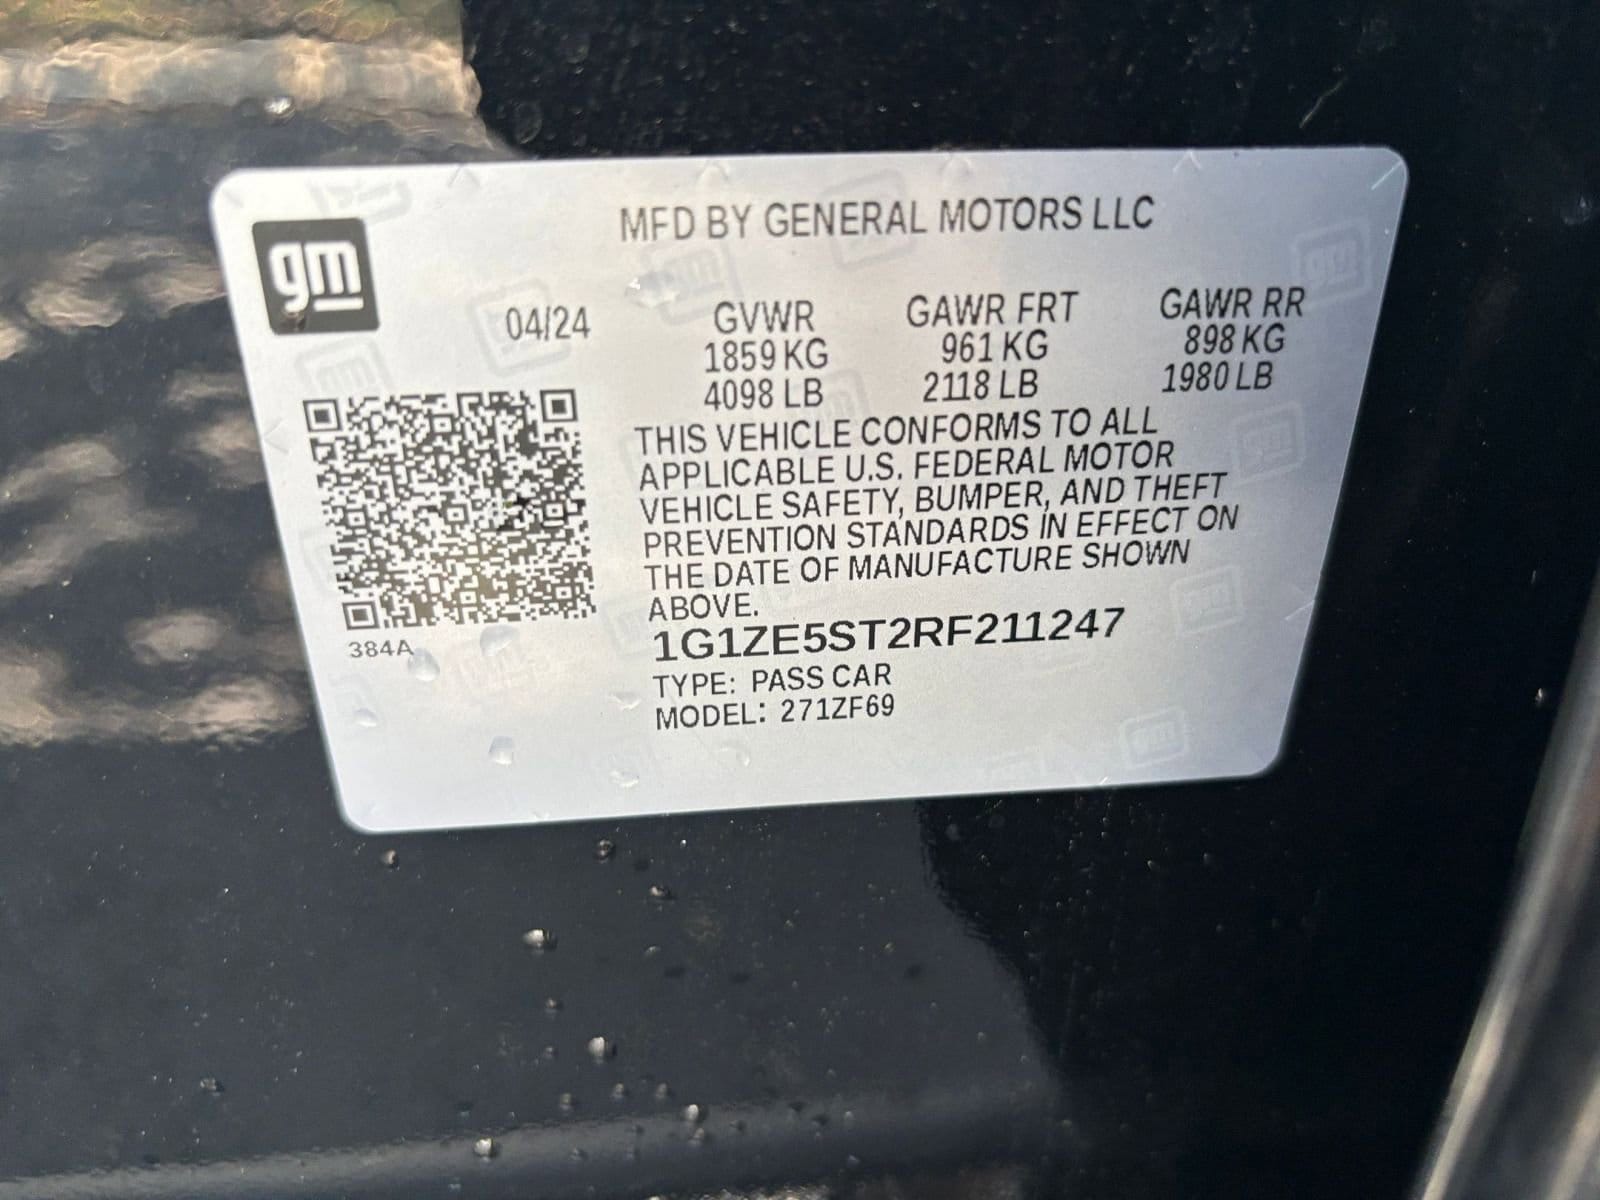 gm
MFD BY GENERAL MOTORS LLC
04/24
GVWR
1859 KG
4098 LB
GAWR FRT
961 KG
2118 LB
GAWR RR
898 KG
1980 LB
THIS VEHICLE CONFORMS TO ALL
APPLICABLE U.S. FEDERAL MOTOR
VEHICLE SAFETY, BUMPER, AND THEFT
PREVENTION STANDARDS IN EFFECT ON
THE DATE OF MANUFACTURE SHOWN
ABOVE.
384A
1G1ZE5ST2RF211247
TYPE: PASS CAR
MODEL: 271ZF69